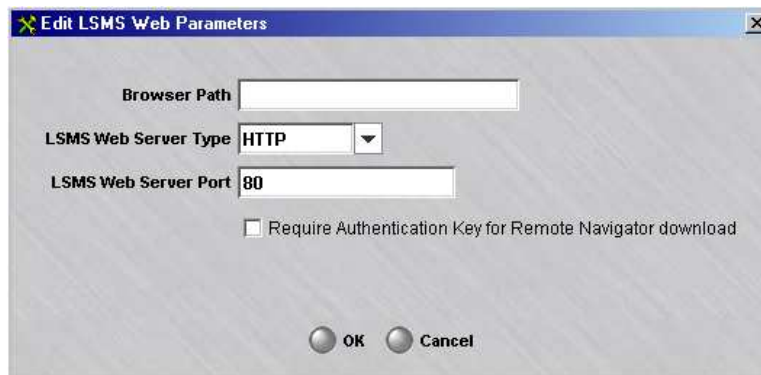 Edit LSMS Web Parameters
Browser Path
LSMS Web Server Type HTTP
LSMS Web Server Port 80
Require Authentication Key for Remote Navigator download
OK Cancel